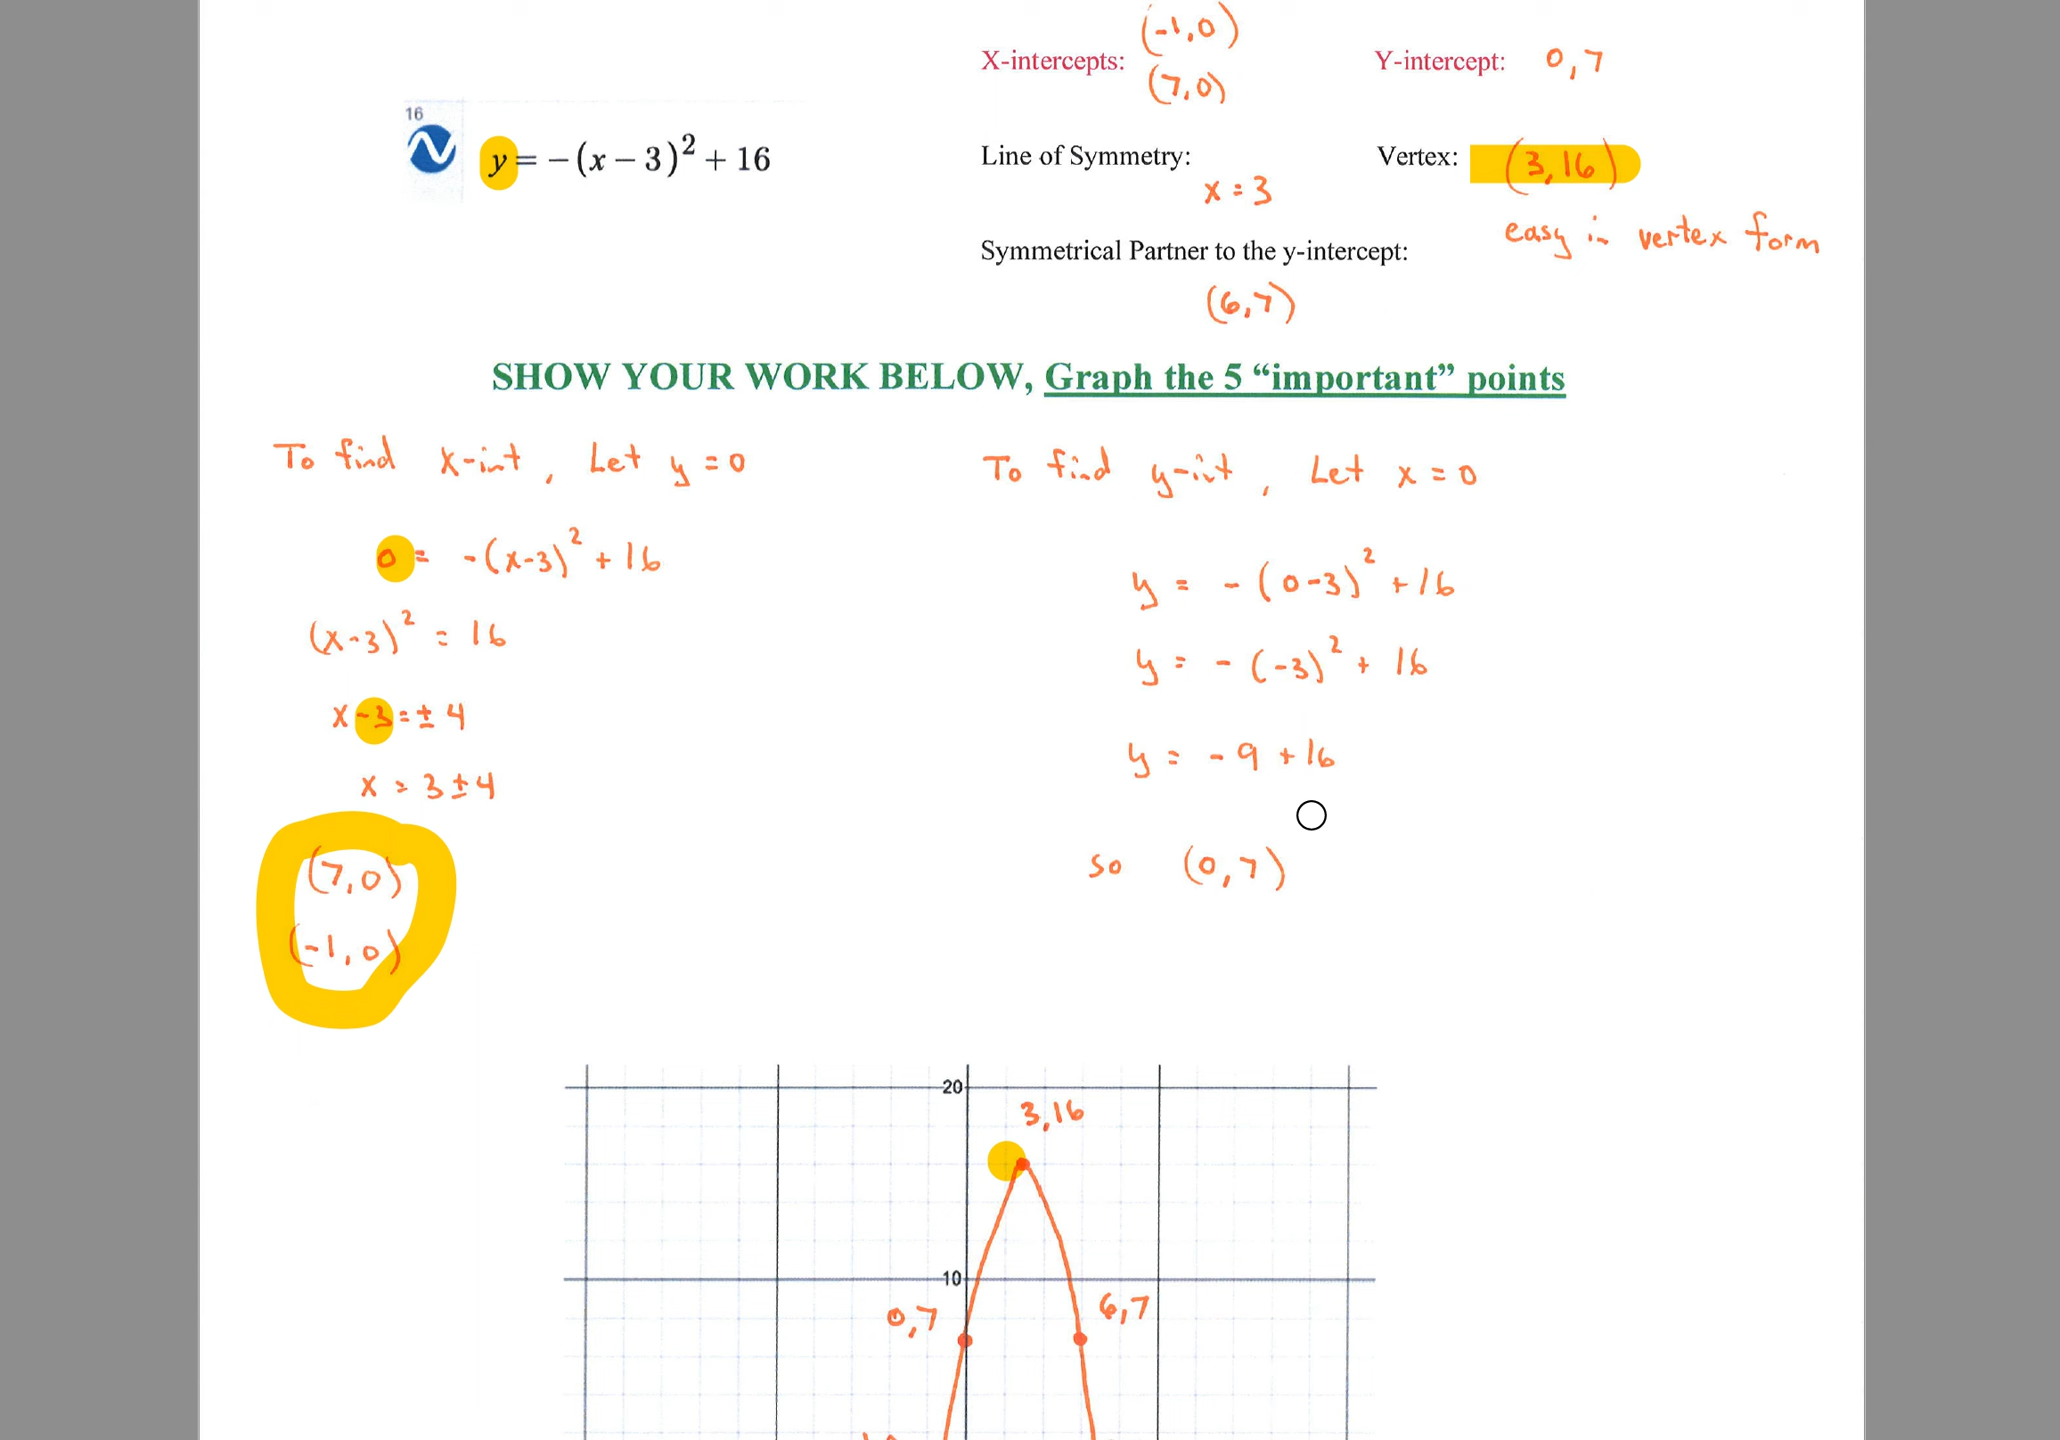 (-1,0)
X-intercepts: (7,0) Y-intercept: 0,7
16
y = −(x − 3)² + 16 Line of Symmetry: Vertex: (3,16)
x = 3
easy in vertex form
Symmetrical Partner to the y-intercept:
(6,7)
SHOW YOUR WORK BELOW, Graph the 5 “important” points
To find x-int, Let y = 0
0 = -(x-3)² + 16
(x-3)² = 16
x-3 = ± 4
x = 3 ± 4
(7,0)
(-1,0)
To find y-int, Let x = 0
y = -(0-3)² + 16
y = -(-3)² + 16
y = -9 + 16
so (0,7)
20
3,16
10
0,7 6,7